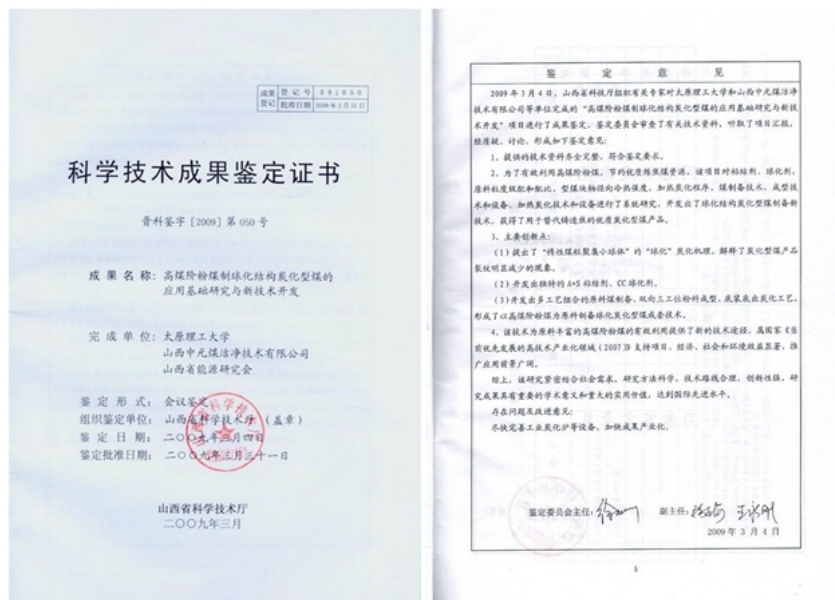 成果登记 登记号 091050
批准日期 2009年3月31日
科学技术成果鉴定证书
晋科鉴字［2009］第 050 号
成果名称：高煤阶粉煤制球化结构炭化型煤的
应用基础研究与新技术开发
完成单位：太原理工大学
山西中元煤洁净技术有限公司
山西省能源研究会
鉴定形式：会议鉴定
组织鉴定单位：山西省科学技术厅（盖章）
鉴定日期：二〇〇九年三月四日
鉴定批准日期：二〇〇九年三月三十一日
山西省科学技术厅
二〇〇九年三月
鉴定意见
2009年3月4日，山西省科技厅组织有关专家对太原理工大学和山西中元煤洁净
技术有限公司等单位完成的“高煤阶粉煤制球化结构炭化型煤的应用基础研究与新技
术开发”项目进行了成果鉴定，鉴定委员会审查了有关技术资料，听取了项目汇报，
经质疑、讨论，形成如下鉴定意见：
1、提供的技术资料齐全完整，符合鉴定要求。
2、为了有效利用高煤阶粉煤，节约优质炼焦煤资源，该项目对粘结剂、球化剂、
原料粒度级配和配比、型煤块轴径向冷热强度、加热炭化程序、煤制备技术、成型技
术和设备、加热炭化技术和设备进行了系统研究，开发出了球化结构炭化型煤制备新
技术，获得了用于替代铸造焦的优质炭化型煤产品。
3、主要创新点：
（1）提出了“惰性煤粒聚集小球体”的“球化”炭化机理，解释了炭化型煤产品
裂纹明显减少的现象。
（2）开发出独特的A+S粘结剂、CC球化剂。
（3）开发出多工艺组合的原料煤制备、双向三工位粉料成型、底装底出炭化工艺，
形成了以高煤阶粉煤为原料制备球化炭化型煤成套技术。
4、该技术为原料丰富的高煤阶粉煤的有效利用提供了新的技术途径，属国家《当
前优先发展的高技术产业化领域（2007）》支持项目，经济、社会和环境效益显著，推
广应用前景广阔。
综上，该研究紧密结合社会需求，研究方法科学，技术路线合理，创新性强，研
究成果具有重要的学术意义和重大的实用价值，达到国际先进水平。
存在问题及改进意见：
尽快完善工业炭化炉等设备，加快成果产业化。
鉴定委员会主任： 副主任：
2009年3月4日
5